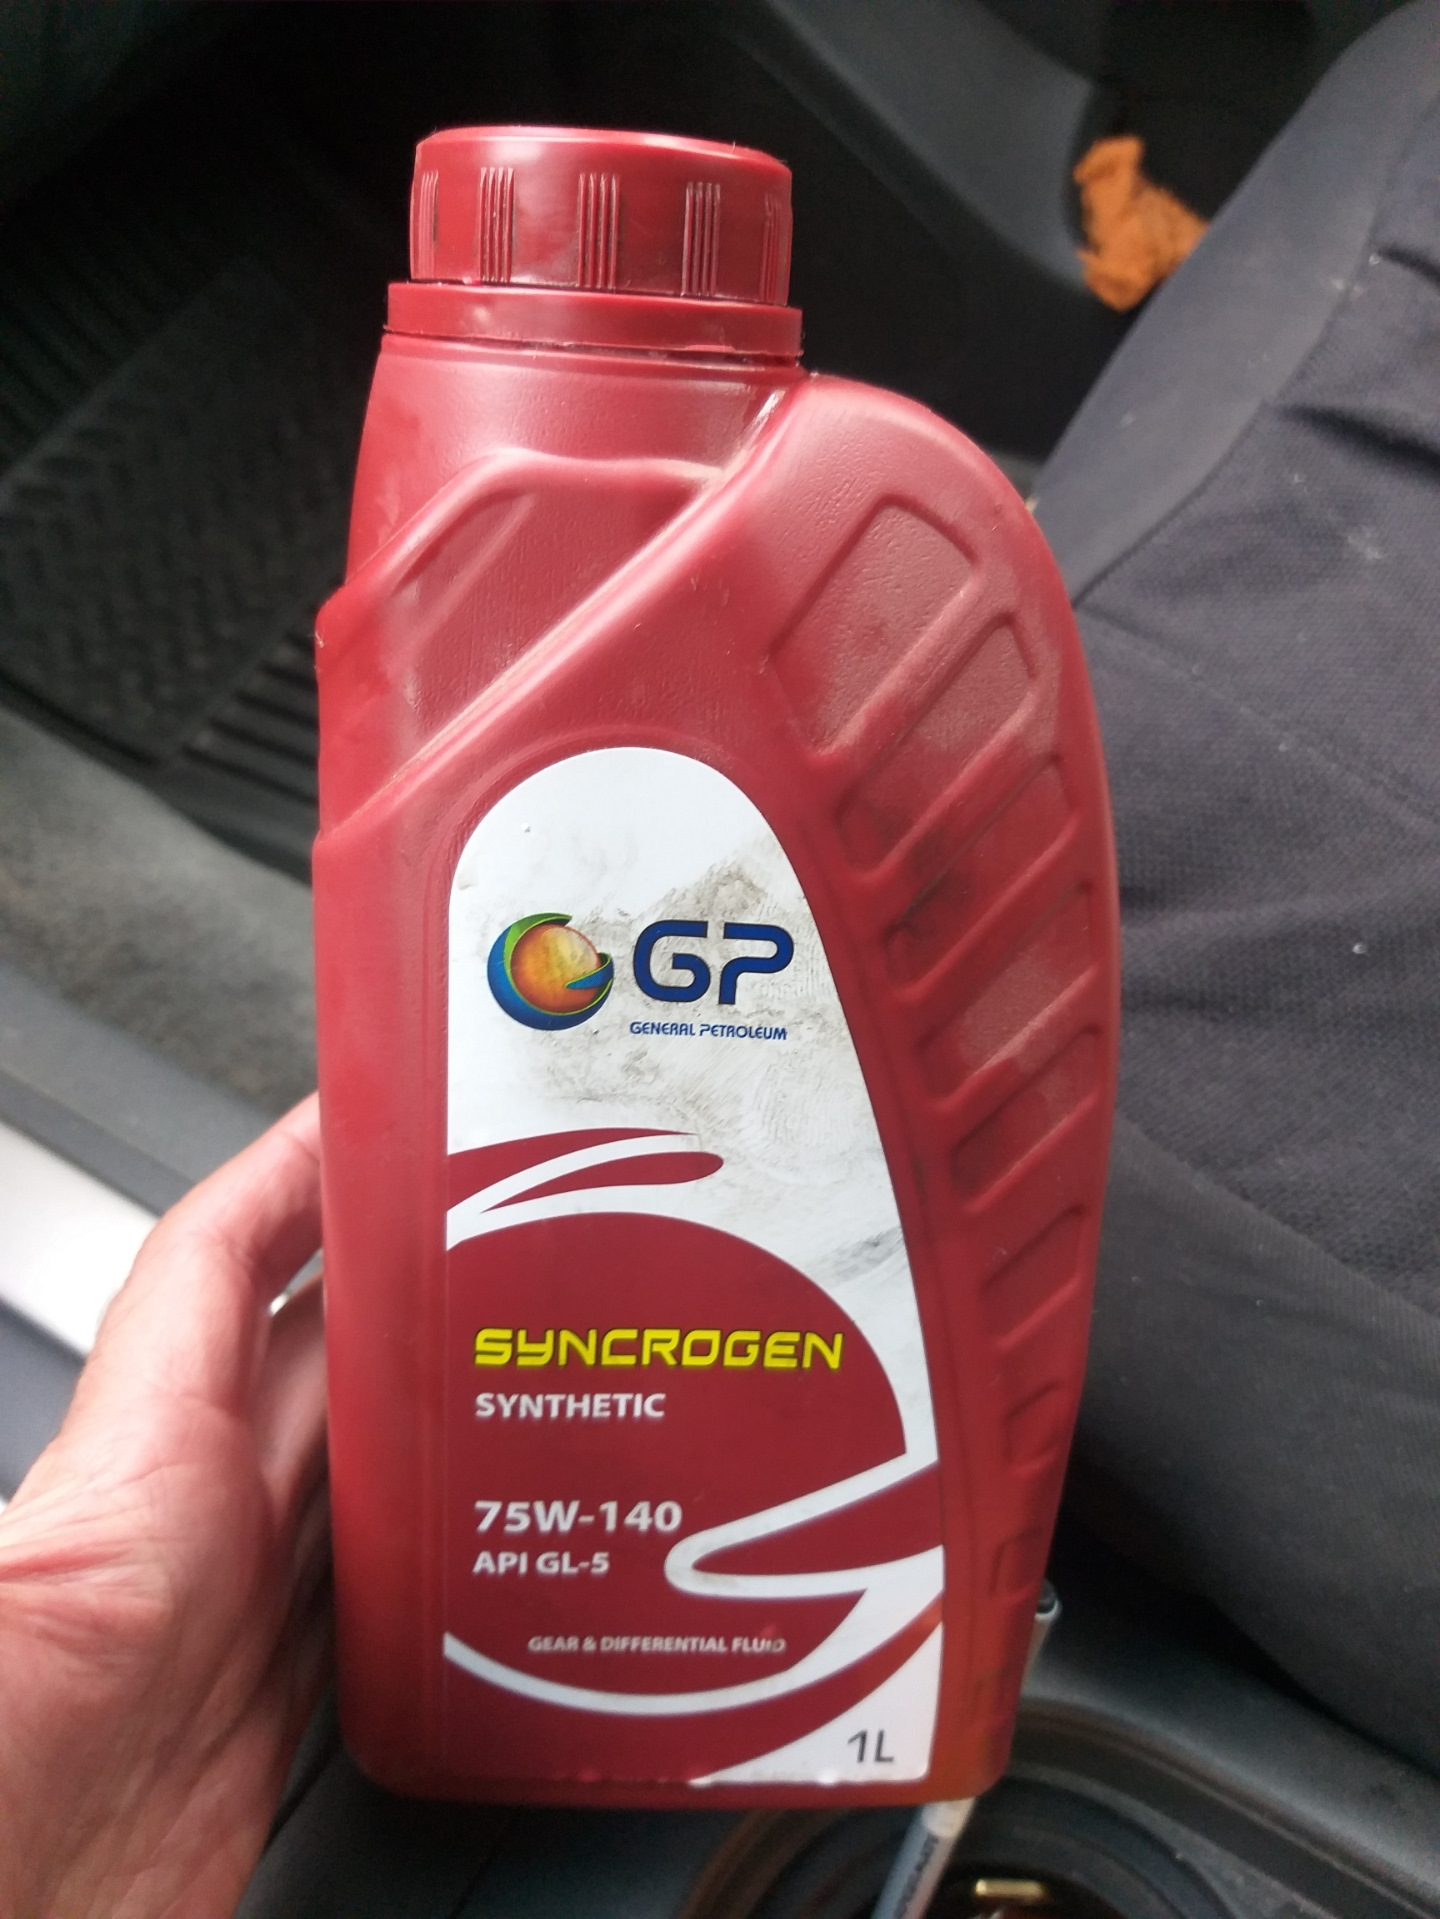 GP
GENERAL PETROLEUM
SYNCROGEN
SYNTHETIC
75W-140
API GL-5
GEAR & DIFFERENTIAL FLUID
1L